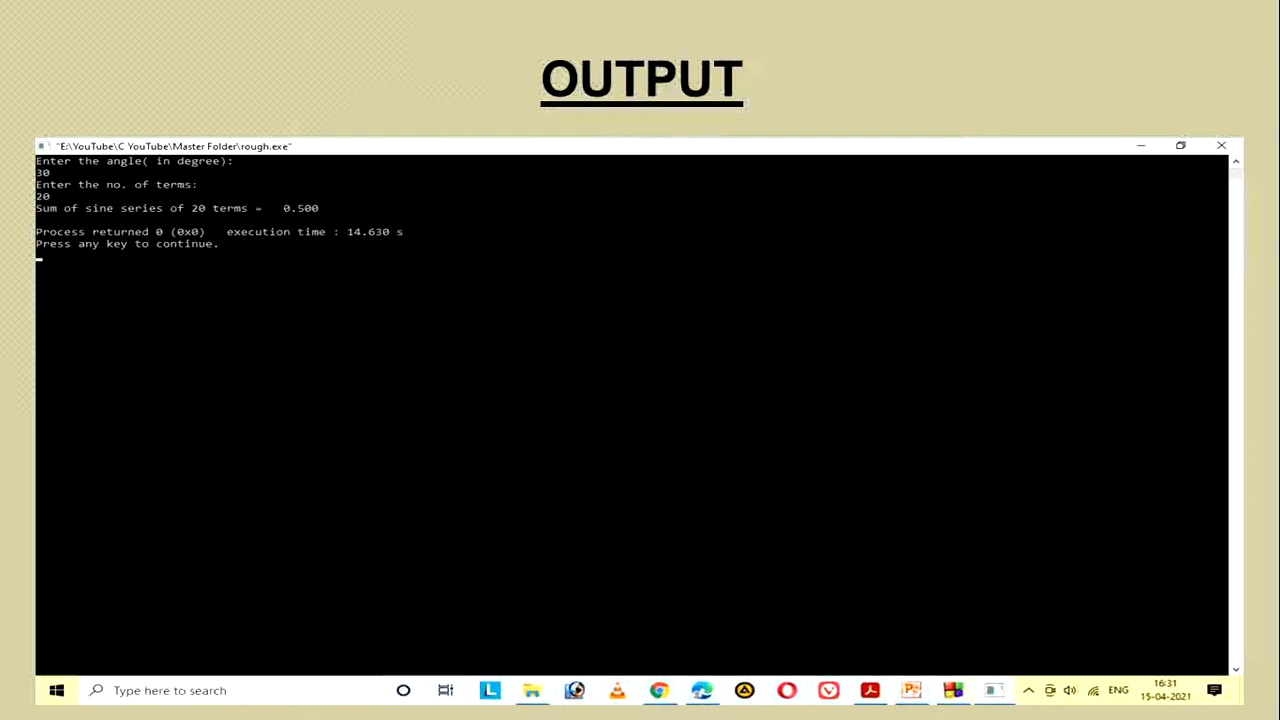 OUTPUT
"E:\YouTube\C YouTube\Master Folder\rough.exe"
Enter the angle( in degree):
30
Enter the no. of terms:
20
Sum of sine series of 20 terms =   0.500
Process returned 0 (0x0)   execution time : 14.630 s
Press any key to continue.
Type here to search
L
ENG
16:31
15-04-2021